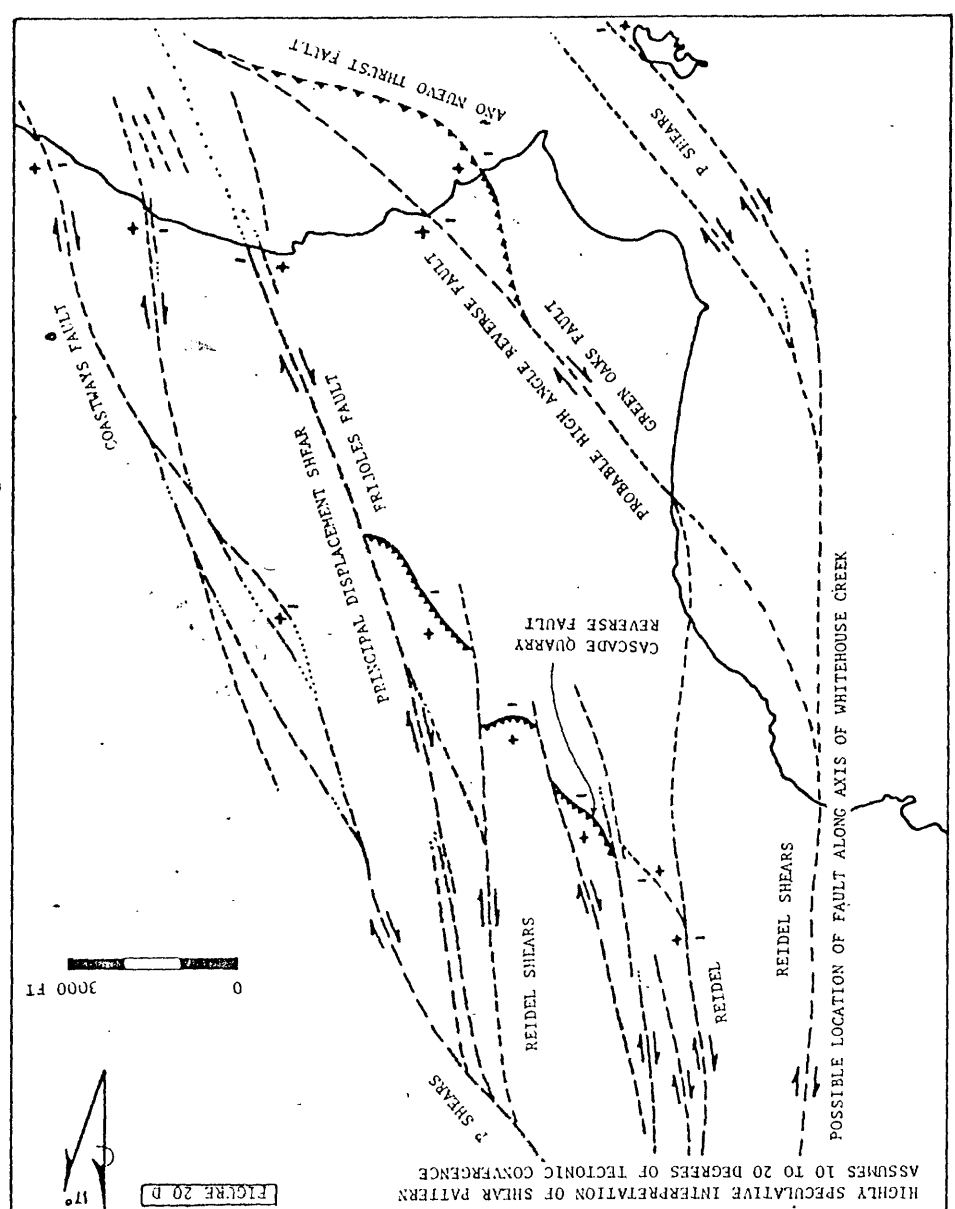 HIGHLY SPECULATIVE INTERPRETATION OF SHEAR PATTERN
ASSUMES 10 TO 20 DEGREES OF TECTONIC CONVERGENCE
FIGURE 20 D
17°
0 3000 FT
P SHEARS
REIDEL SHEARS
REIDEL
REIDEL SHEARS
POSSIBLE LOCATION OF FAULT ALONG AXIS OF WHITEHOUSE CREEK
CASCADE QUARRY
REVERSE FAULT
PRINCIPAL DISPLACEMENT SHEAR
FRIJOLES FAULT
COASTWAYS FAULT
PROBABLE HIGH ANGLE REVERSE FAULT
GREEN OAKS FAULT
AÑO NUEVO THRUST FAULT
P SHEARS